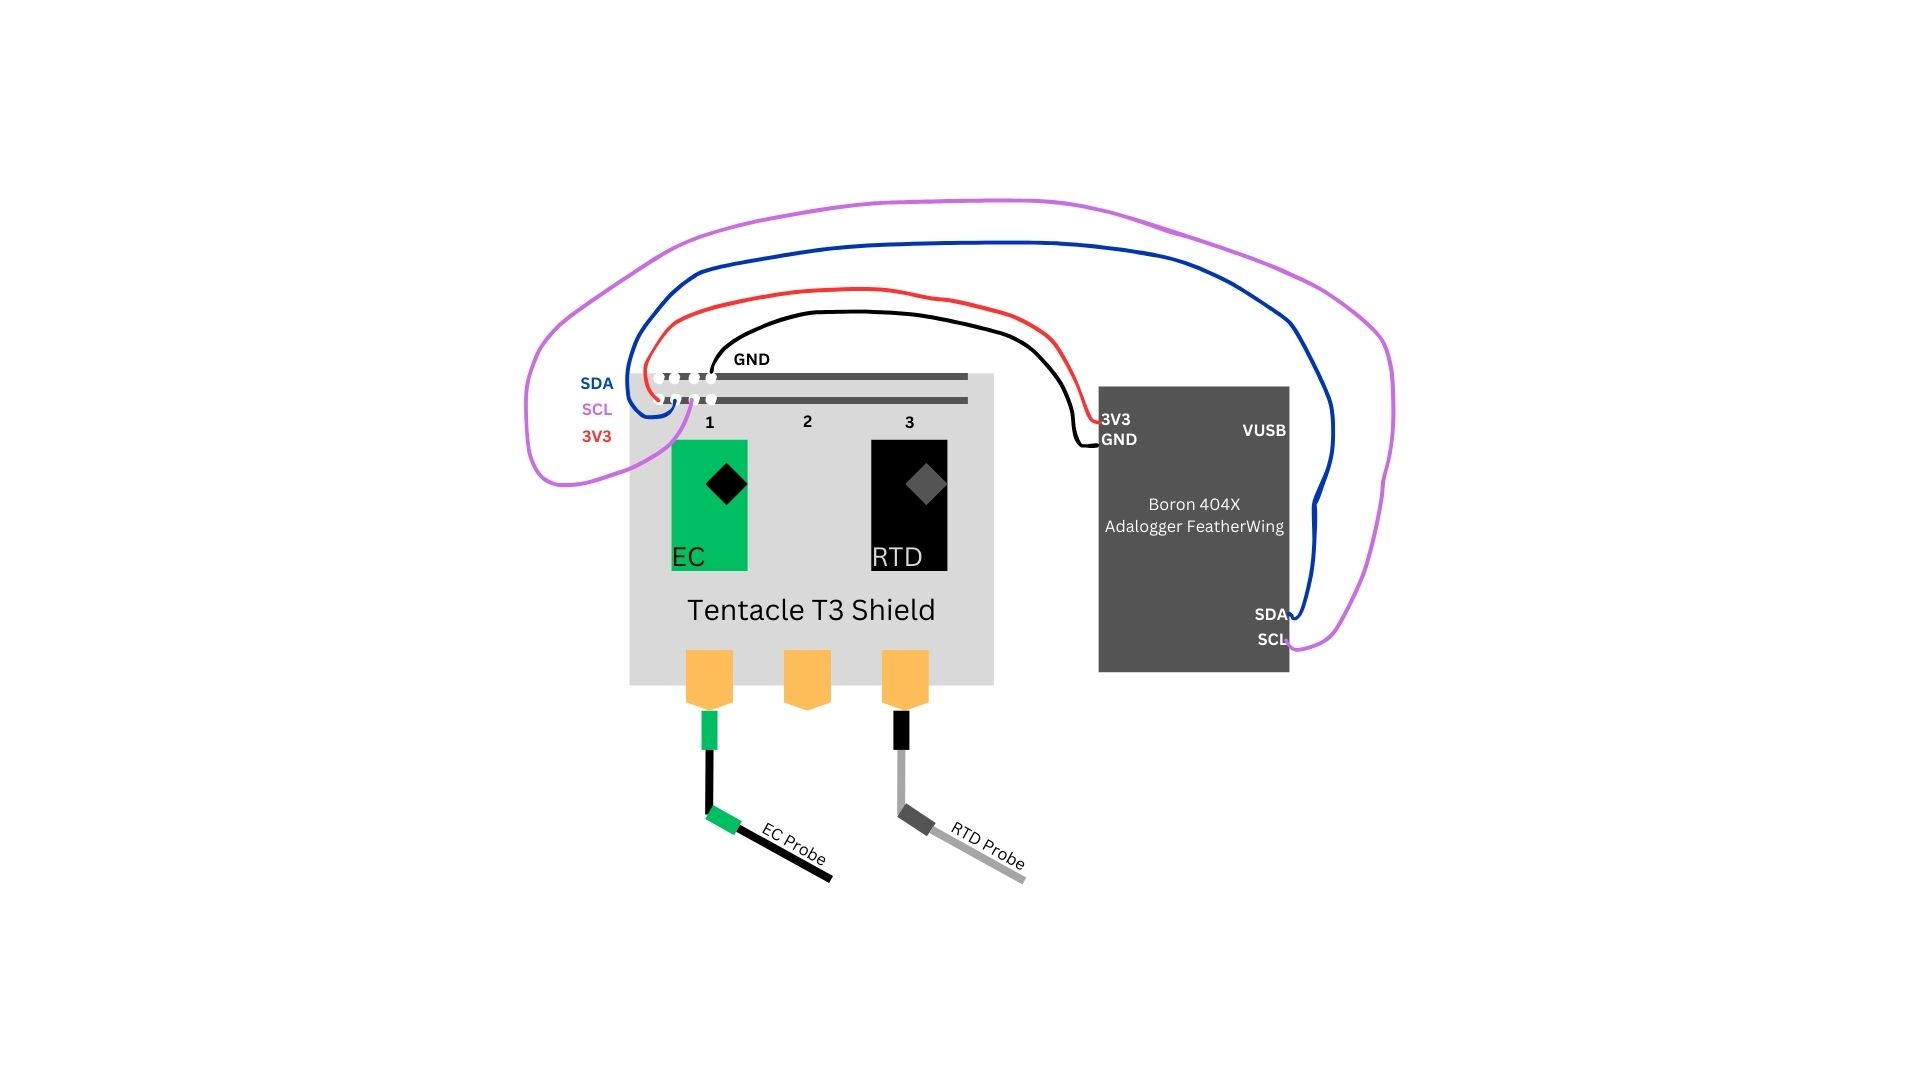 GND
SDA
SCL
3V3
1
2
3
EC
RTD
Tentacle T3 Shield
EC Probe
RTD Probe
3V3
GND
VUSB
Boron 404X
Adalogger FeatherWing
SDA
SCL